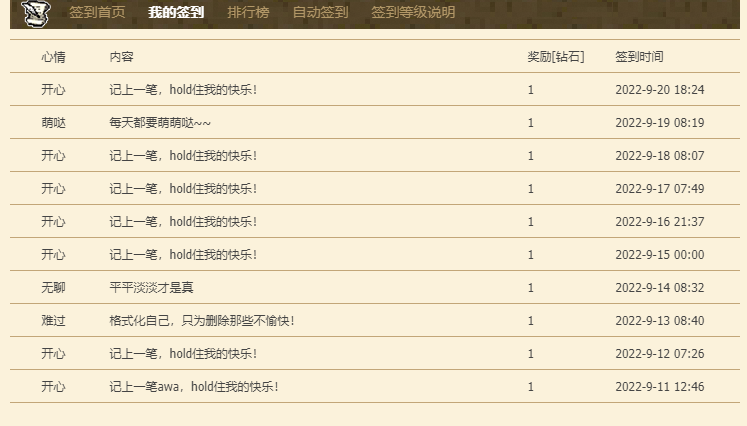 签到首页 我的签到 排行榜 自动签到 签到等级说明
心情 内容 奖励[钻石] 签到时间
开心 记上一笔，hold住我的快乐！ 1 2022-9-20 18:24
萌哒 每天都要萌萌哒~~ 1 2022-9-19 08:19
开心 记上一笔，hold住我的快乐！ 1 2022-9-18 08:07
开心 记上一笔，hold住我的快乐！ 1 2022-9-17 07:49
开心 记上一笔，hold住我的快乐！ 1 2022-9-16 21:37
开心 记上一笔，hold住我的快乐！ 1 2022-9-15 00:00
无聊 平平淡淡才是真 1 2022-9-14 08:32
难过 格式化自己，只为删除那些不愉快！ 1 2022-9-13 08:40
开心 记上一笔，hold住我的快乐！ 1 2022-9-12 07:26
开心 记上一笔awa，hold住我的快乐！ 1 2022-9-11 12:46